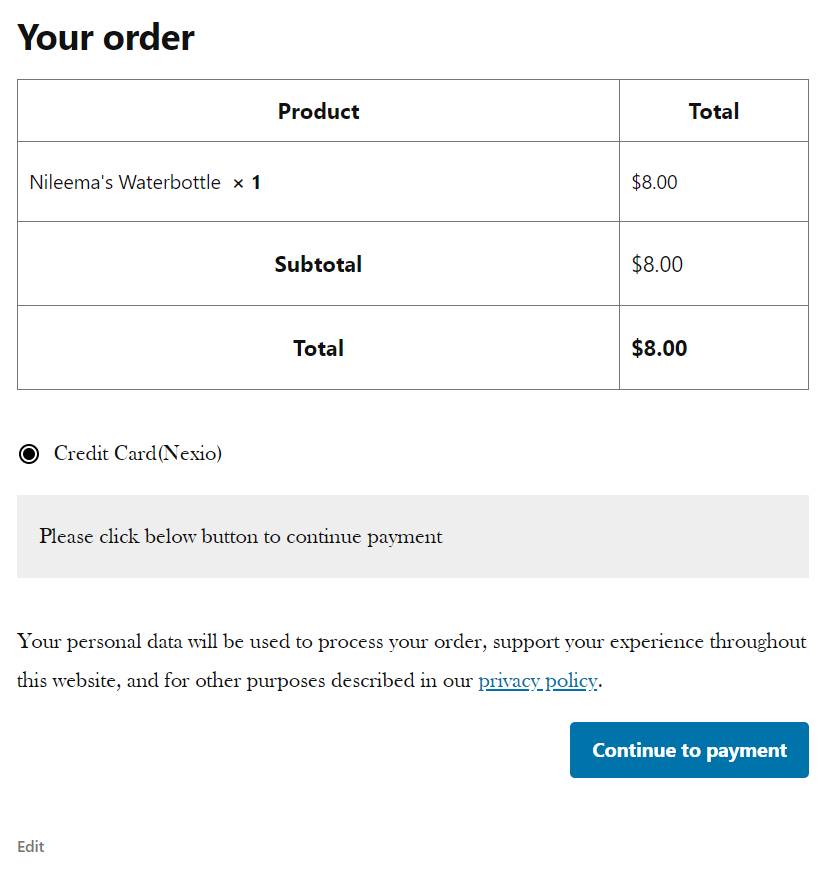 Your order
Product Total
Nileema's Waterbottle × 1 $8.00
Subtotal $8.00
Total $8.00
Credit Card(Nexio)
Please click below button to continue payment
Your personal data will be used to process your order, support your experience throughout
this website, and for other purposes described in our privacy policy.
Continue to payment
Edit